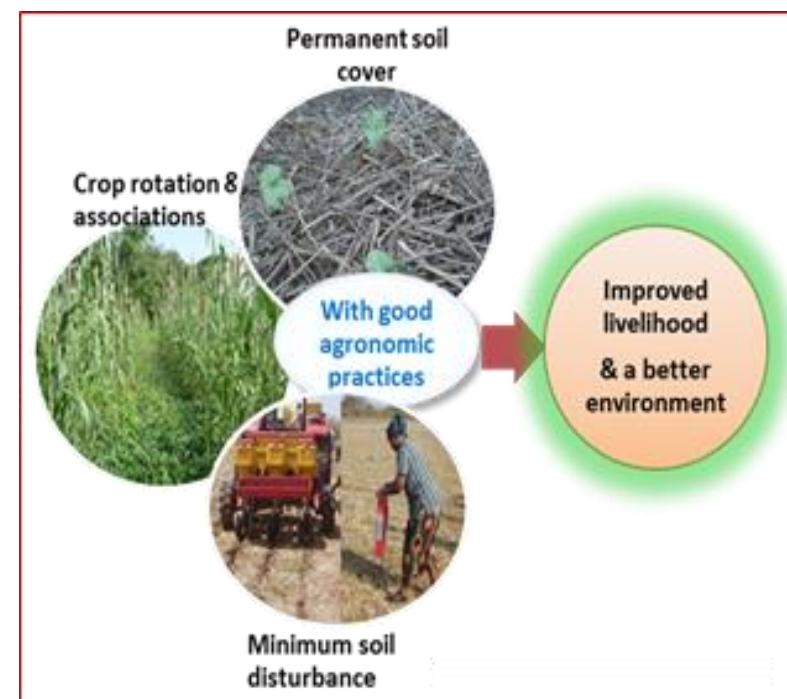 Permanent soil
cover
Crop rotation &
associations
With good
agronomic
practices
Improved
livelihood
& a better
environment
Minimum soil
disturbance